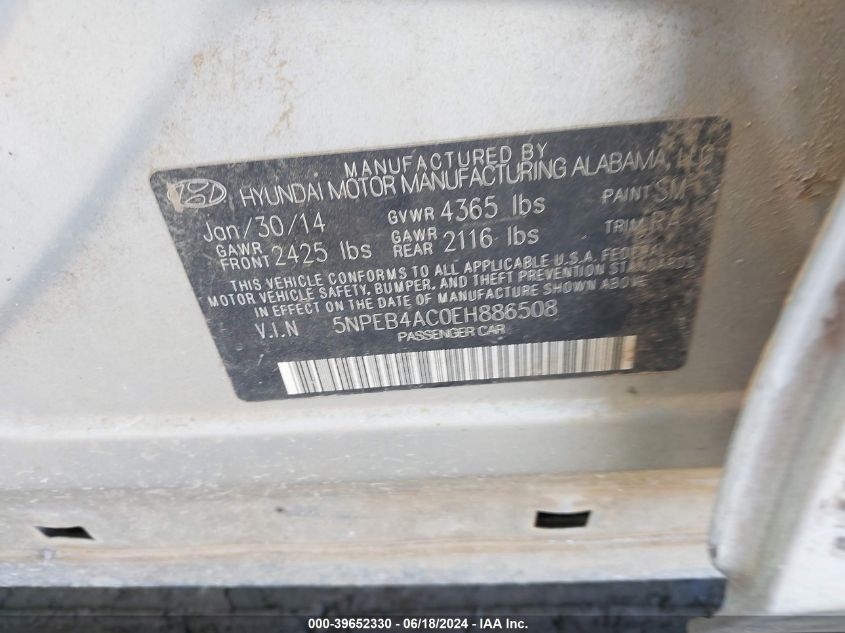 MANUFACTURED BY
HYUNDAI MOTOR MANUFACTURING ALABAMA, LLC
Jan/30/14 GVWR 4365 lbs PAINT SM
GAWR FRONT 2425 lbs GAWR REAR 2116 lbs TRIM
THIS VEHICLE CONFORMS TO ALL APPLICABLE U.S.A. FEDERAL
MOTOR VEHICLE SAFETY, BUMPER, AND THEFT PREVENTION STANDARDS
IN EFFECT ON THE DATE OF MANUFACTURE SHOWN ABOVE
V.I.N 5NPEB4AC0EH886508
PASSENGER CAR
000-39652330 - 06/18/2024 - IAA Inc.